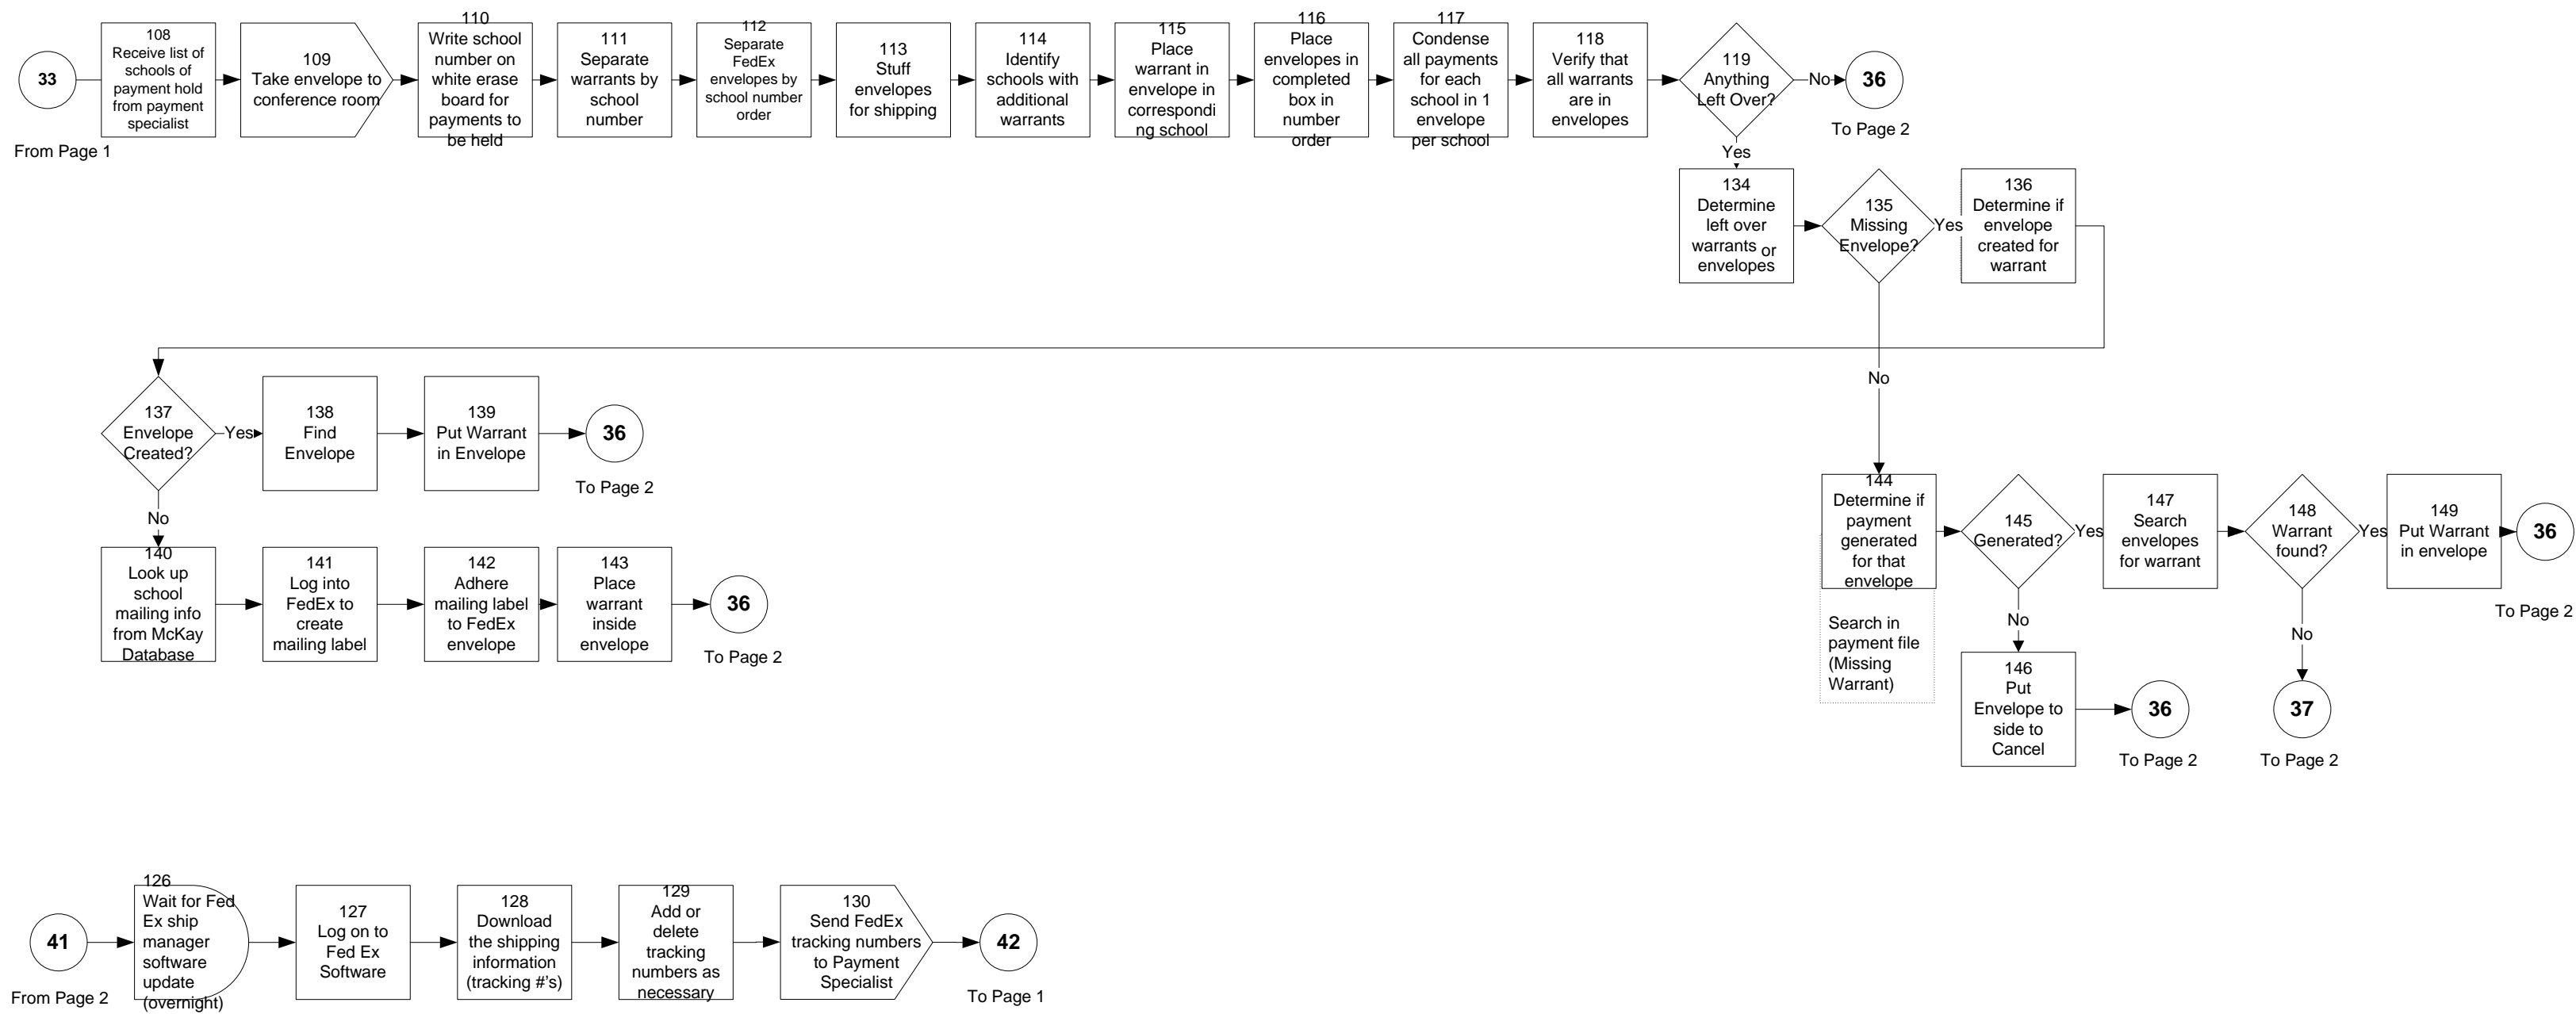 33
From Page 1
108
Receive list of
schools of
payment hold
from payment
specialist
109
Take envelope to
conference room
110
Write school
number on
white erase
board for
payments to
be held
111
Separate
warrants by
school
number
112
Separate
FedEx
envelopes by
school number
order
113
Stuff
envelopes
for shipping
114
Identify
schools with
additional
warrants
115
Place
warrant in
envelope in
correspondi
ng school
116
Place
envelopes in
completed
box in
number
order
117
Condense
all payments
for each
school in 1
envelope
per school
118
Verify that
all warrants
are in
envelopes
119
Anything
Left Over?
No
36
To Page 2
Yes
134
Determine
left over
warrants or
envelopes
135
Missing
Envelope?
Yes
136
Determine if
envelope
created for
warrant
No
137
Envelope
Created?
Yes
138
Find
Envelope
139
Put Warrant
in Envelope
36
To Page 2
No
140
Look up
school
mailing info
from McKay
Database
141
Log into
FedEx to
create
mailing label
142
Adhere
mailing label
to FedEx
envelope
143
Place
warrant
inside
envelope
36
To Page 2
144
Determine if
payment
generated
for that
envelope
Search in
payment file
(Missing
Warrant)
145
Generated?
Yes
147
Search
envelopes
for warrant
148
Warrant
found?
Yes
149
Put Warrant
in envelope
36
To Page 2
No
146
Put
Envelope to
side to
Cancel
36
To Page 2
No
37
To Page 2
41
From Page 2
126
Wait for Fed
Ex ship
manager
software
update
(overnight)
127
Log on to
Fed Ex
Software
128
Download
the shipping
information
(tracking #'s)
129
Add or
delete
tracking
numbers as
necessary
130
Send FedEx
tracking numbers
to Payment
Specialist
42
To Page 1